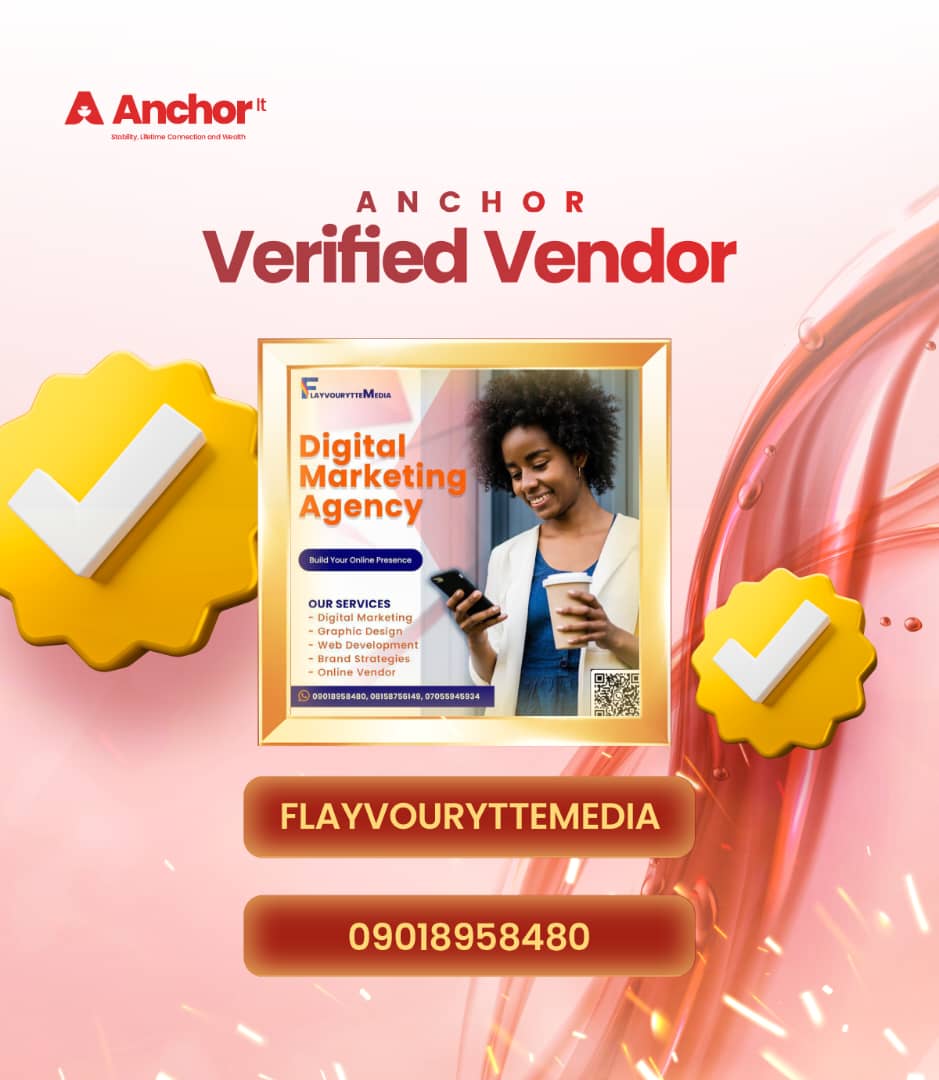 Anchor It
Stability, Lifetime Connection and Wealth
ANCHOR
Verified Vendor
FLAYVOURYTTEMEDIA
Digital
Marketing
Agency
Build Your Online Presence
OUR SERVICES
- Digital Marketing
- Graphic Design
- Web Development
- Brand Strategies
- Online Vendor
09018958480, 08158756149, 07055945934
FLAYVOURYTTEMEDIA
09018958480